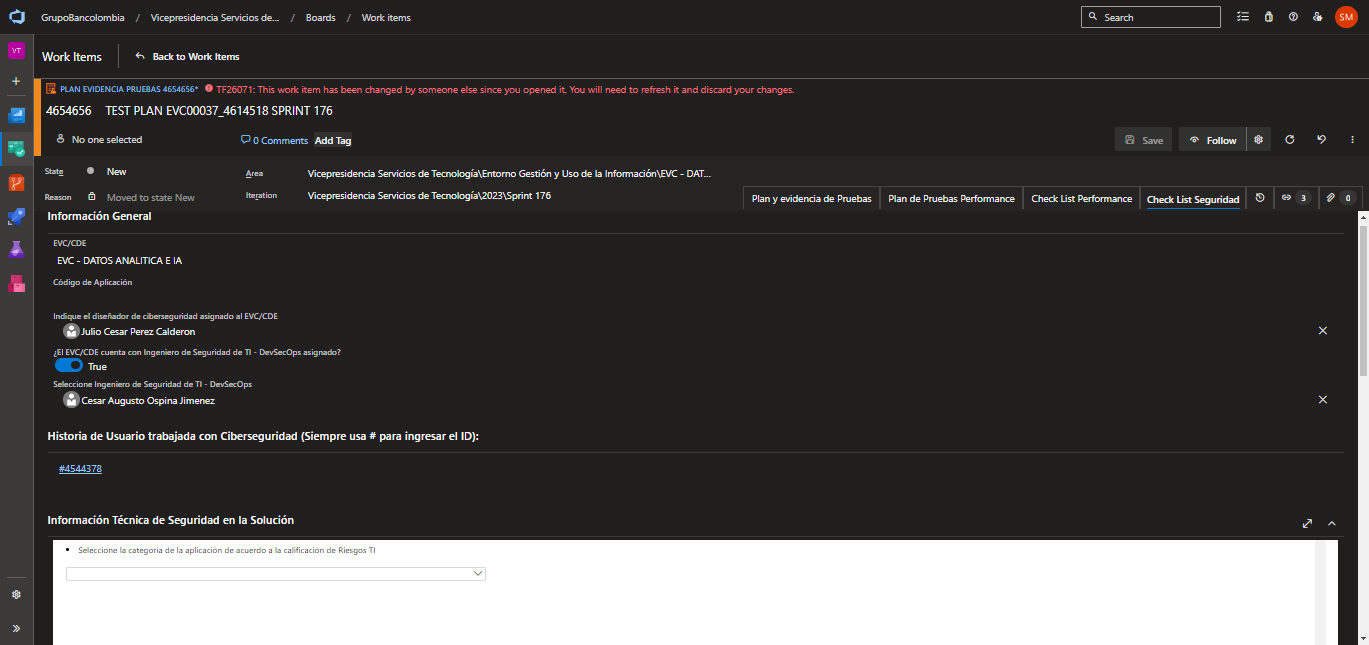 GrupoBancolombia / Vicepresidencia Servicios de... / Boards / Work items
Search
SM
VT
Work Items
Back to Work Items
PLAN EVIDENCIA PRUEBAS 4654656*
TF26071: This work item has been changed by someone else since you opened it. You will need to refresh it and discard your changes.
4654656 TEST PLAN EVC00037_4614518 SPRINT 176
No one selected
0 Comments
Add Tag
Save
Follow
State
New
Area
Vicepresidencia Servicios de Tecnología\Entorno Gestión y Uso de la Información\EVC - DAT...
Reason
Moved to state New
Iteration
Vicepresidencia Servicios de Tecnología\2023\Sprint 176
Plan y evidencia de Pruebas
Plan de Pruebas Performance
Check List Performance
Check List Seguridad
3
0
Información General
EVC/CDE
EVC - DATOS ANALITICA E IA
Código de Aplicación
Indique el diseñador de ciberseguridad asignado al EVC/CDE
Julio Cesar Perez Calderon
¿El EVC/CDE cuenta con Ingeniero de Seguridad de TI - DevSecOps asignado?
True
Seleccione Ingeniero de Seguridad de TI - DevSecOps
Cesar Augusto Ospina Jimenez
Historia de Usuario trabajada con Ciberseguridad (Siempre usa # para ingresar el ID):
#4544378
Información Técnica de Seguridad en la Solución
• Seleccione la categoria de la aplicación de acuerdo a la calificación de Riesgos TI